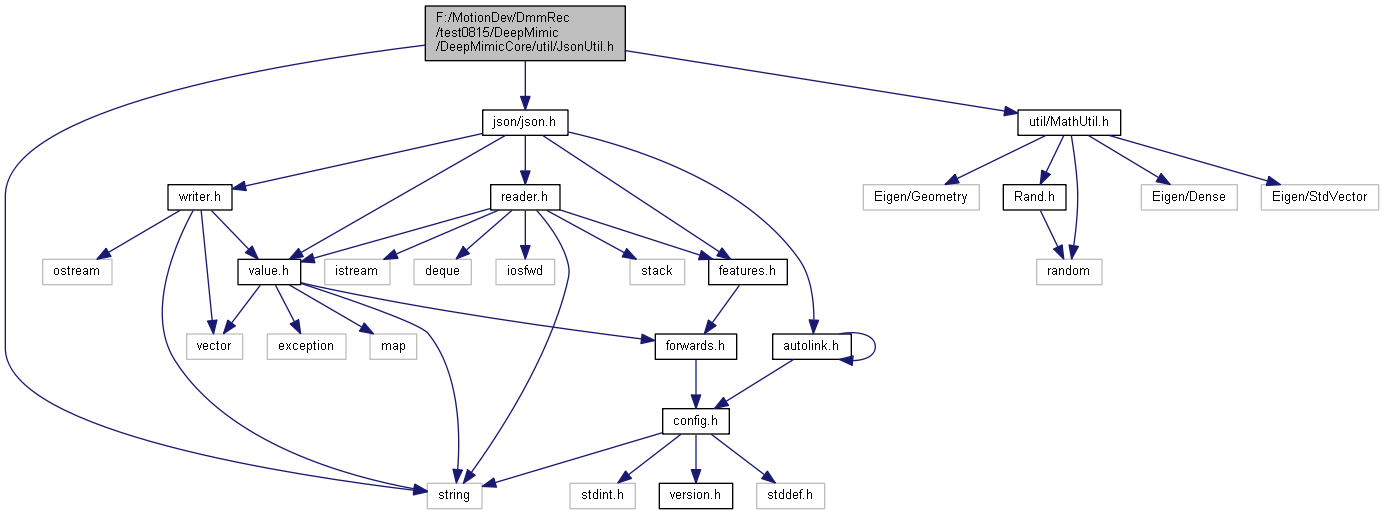 F:/MotionDev/DmmRec
/test0815/DeepMimic
/DeepMimicCore/util/JsonUtil.h
json/json.h
util/MathUtil.h
writer.h
reader.h
Eigen/Geometry
Rand.h
Eigen/Dense
Eigen/StdVector
ostream
value.h
istream
deque
iosfwd
stack
features.h
random
vector
exception
map
forwards.h
autolink.h
config.h
string
stdint.h
version.h
stddef.h